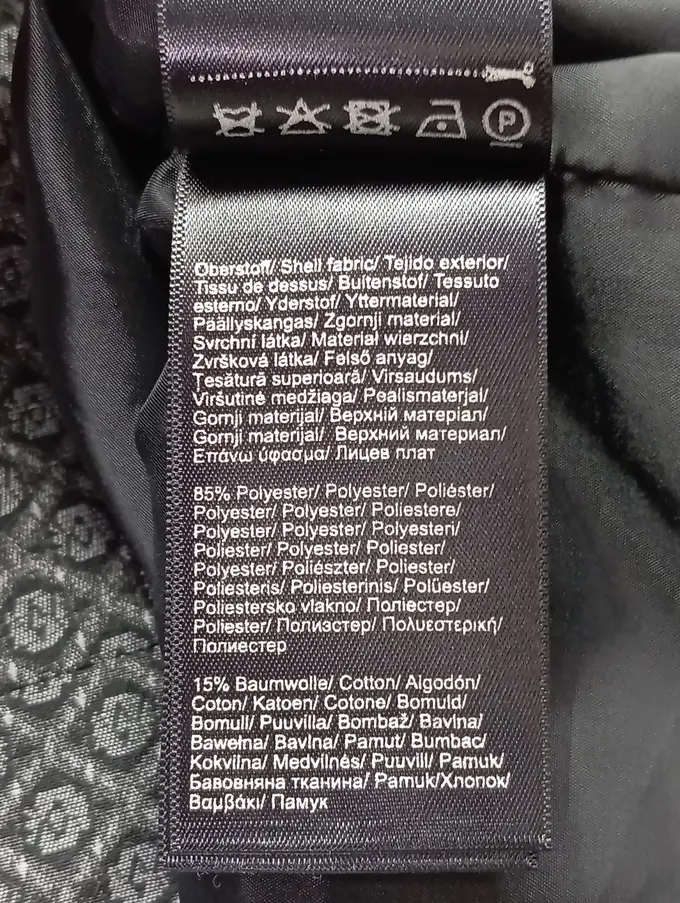 P
Oberstoff/ Shell fabric/ Tejido exterior/
Tissu de dessus/ Buitenstof/ Tessuto
esterno/ Yderstof/ Yttermaterial/
Päällyskangas/ Zgornji material/
Svrchní látka/ Materiał wierzchni/
Zvršková látka/ Felső anyag/
Ţesătură superioară/ Virsaudums/
Viršutinė medžiaga/ Pealismaterjal/
Gornji materijal/ Верхній матеріал/
Gornji materijal/ Верхний материал/
Επάνω ύφασμα/ Лицев плат
85% Polyester/ Polyester/ Poliéster/
Polyester/ Polyester/ Poliestere/
Polyester/ Polyester/ Polyesteri/
Poliester/ Polyester/ Poliester/
Polyester/ Poliészter/ Poliester/
Poliesteris/ Poliesterinis/ Polüester/
Poliestersko vlakno/ Поліестер/
Poliester/ Полиэстер/ Πολυεστερική/
Полиестер
15% Baumwolle/ Cotton/ Algodón/
Coton/ Katoen/ Cotone/ Bomuld/
Bomull/ Puuvilla/ Bombaž/ Bavlna/
Bawełna/ Bavlna/ Pamut/ Bumbac/
Kokvilna/ Medvilnės/ Puuvill/ Pamuk/
Бавовняна тканина/ Pamuk/Хлопок/
Βαμβάκι/ Памук